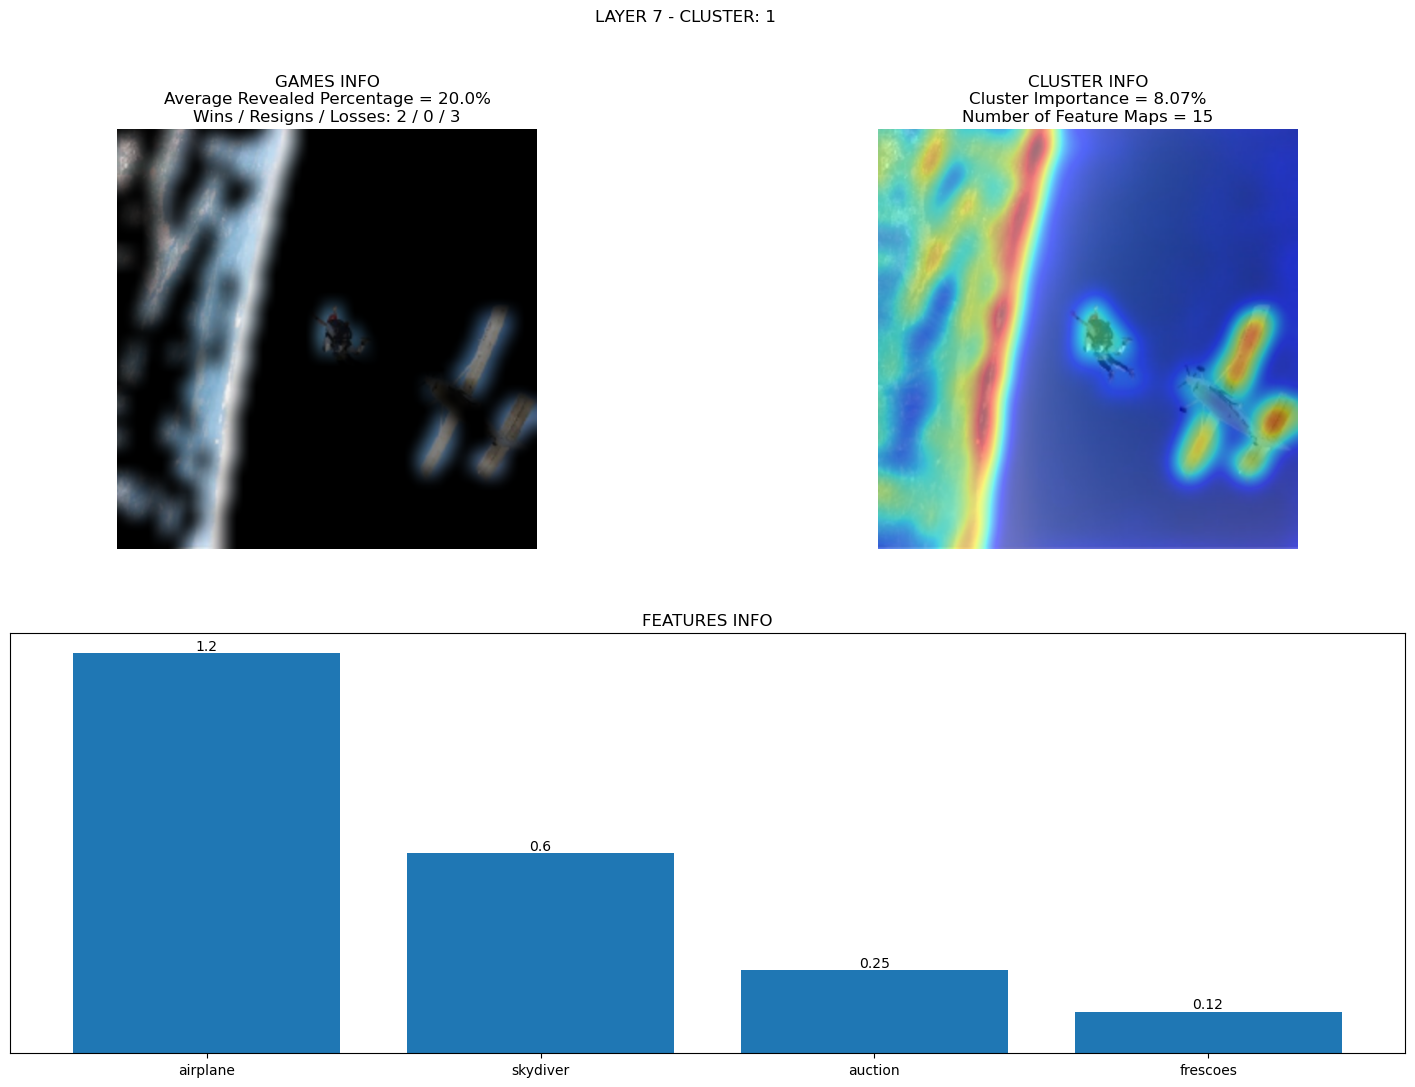 LAYER 7 - CLUSTER: 1
GAMES INFO
Average Revealed Percentage = 20.0%
Wins / Resigns / Losses: 2 / 0 / 3
CLUSTER INFO
Cluster Importance = 8.07%
Number of Feature Maps = 15
FEATURES INFO
1.2
0.6
0.25
0.12
airplane
skydiver
auction
frescoes